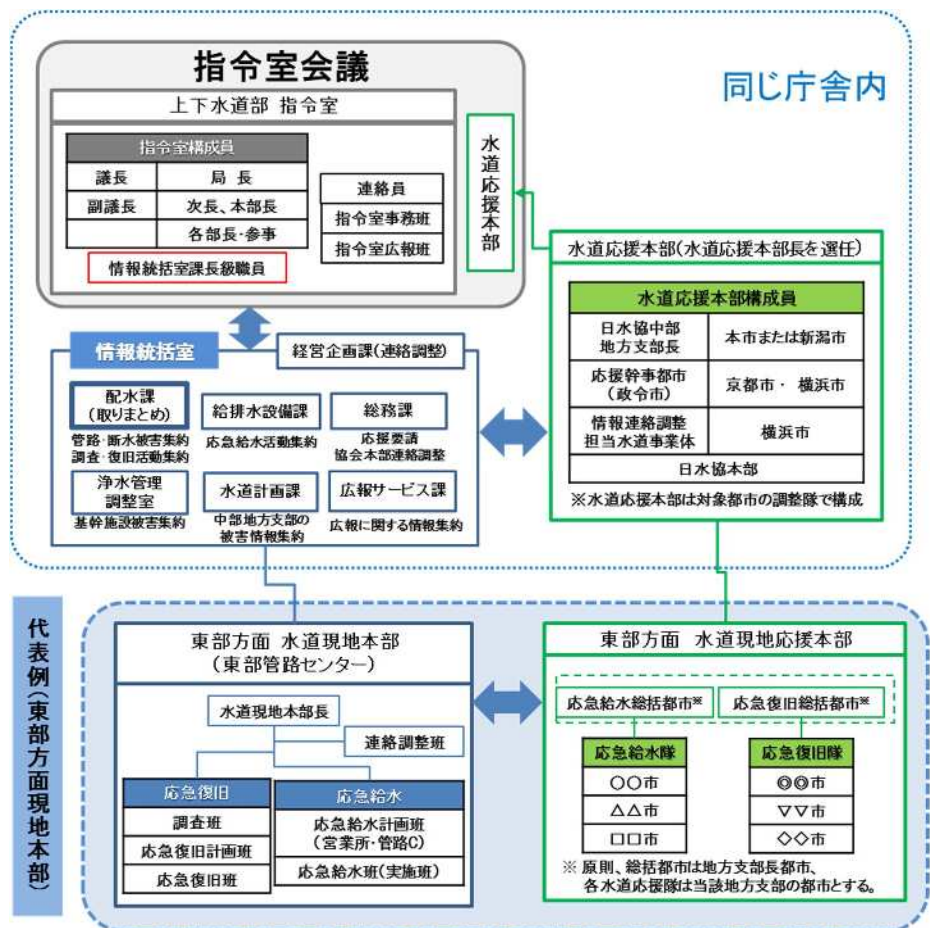 指令室会議
同じ庁舎内
上下水道部 指令室
指令室構成員
議長 局 長
副議長 次長、本部長
各部長・参事
情報統括室課長級職員
連絡員
指令室事務班
指令室広報班
水道応援本部
水道応援本部(水道応援本部長を選任)
水道応援本部構成員
日水協中部
地方支部長
本市または新潟市
応援幹事都市
(政令市)
京都市・ 横浜市
情報連絡調整
担当水道事業体
横浜市
日水協本部
※水道応援本部は対象都市の調整隊で構成
情報統括室
経営企画課(連絡調整)
配水課
(取りまとめ)
管路・断水被害集約
調査・復旧活動集約
給排水設備課
応急給水活動集約
総務課
応援要請
協会本部連絡調整
浄水管理
調整室
基幹施設被害集約
水道計画課
中部地方支部の
被害情報集約
広報サービス課
広報に関する情報集約
代表例(東部方面現地本部)
東部方面 水道現地本部
(東部管路センター)
水道現地本部長
連絡調整班
応急復旧
調査班
応急復旧計画班
応急復旧班
応急給水
応急給水計画班
(営業所・管路C)
応急給水班(実施班)
東部方面 水道現地応援本部
応急給水総括都市※
応急復旧総括都市※
応急給水隊
○○市
△△市
□□市
応急復旧隊
◎◎市
▽▽市
◇◇市
※ 原則、総括都市は地方支部長都市、
各水道応援隊は当該地方支部の都市とする。